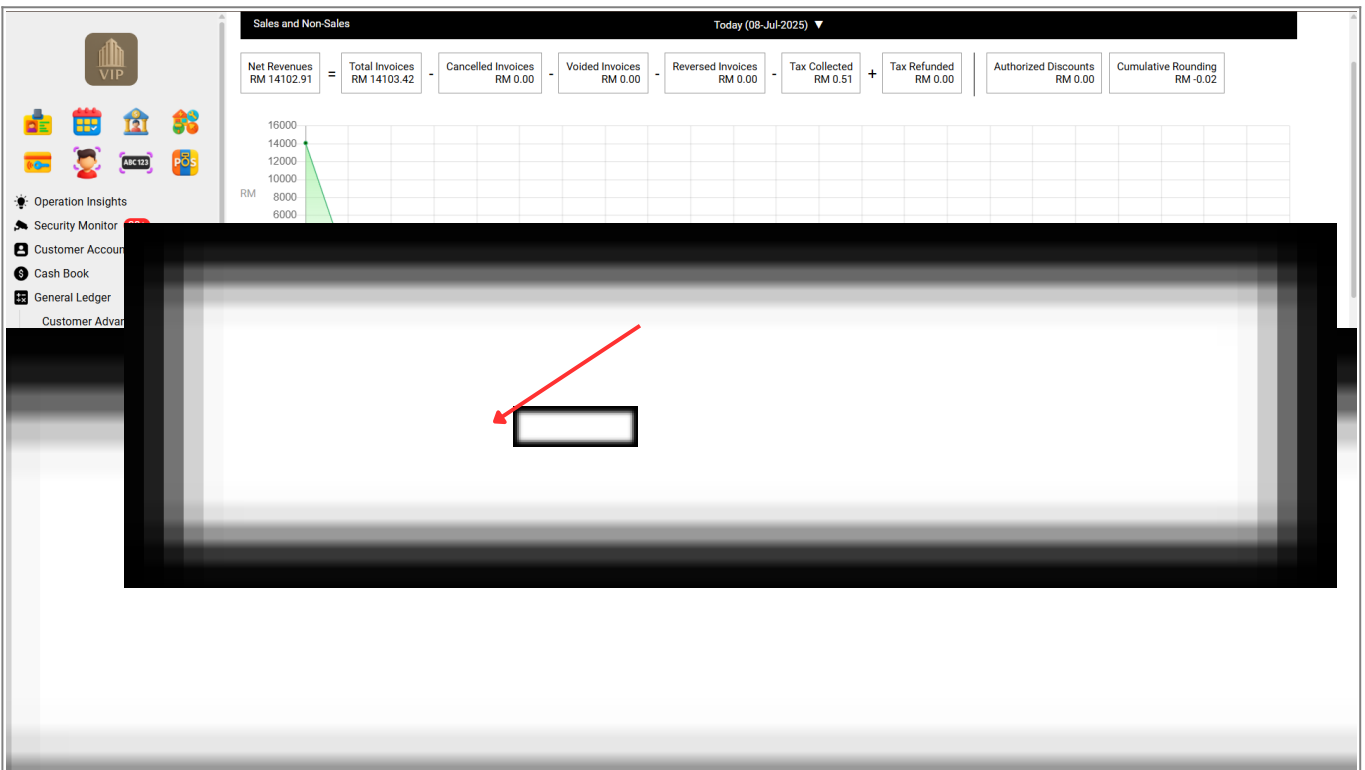 Sales and Non-Sales
Today (08-Jul-2025) ▼
VIP
Net Revenues
RM 14102.91
=
Total Invoices
RM 14103.42
-
Cancelled Invoices
RM 0.00
-
Voided Invoices
RM 0.00
-
Reversed Invoices
RM 0.00
-
Tax Collected
RM 0.51
+
Tax Refunded
RM 0.00
Authorized Discounts
RM 0.00
Cumulative Rounding
RM -0.02
ABC 123
POS
16000
14000
12000
10000
RM
8000
6000
Operation Insights
Security Monitor
Customer Accoun
Cash Book
General Ledger
Customer Advan